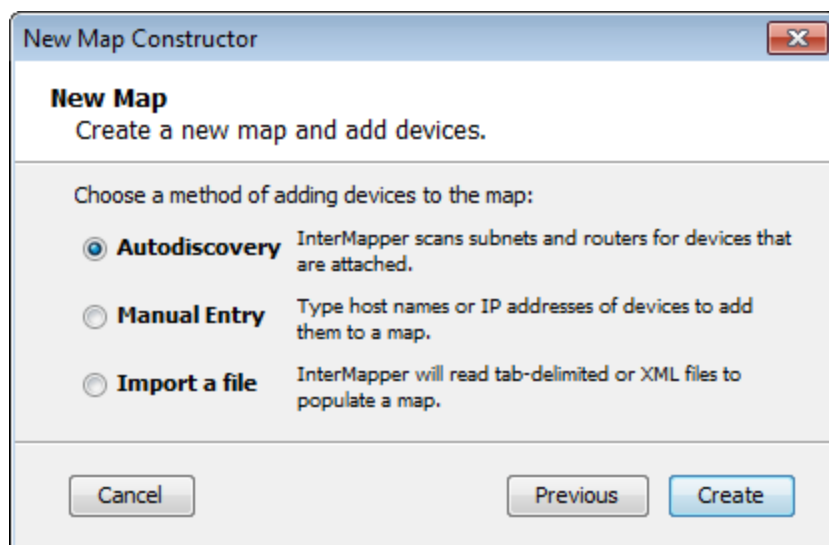 New Map Constructor
New Map
Create a new map and add devices.
Choose a method of adding devices to the map:
Autodiscovery
InterMapper scans subnets and routers for devices that
are attached.
Manual Entry
Type host names or IP addresses of devices to add
them to a map.
Import a file
InterMapper will read tab-delimited or XML files to
populate a map.
Cancel
Previous
Create